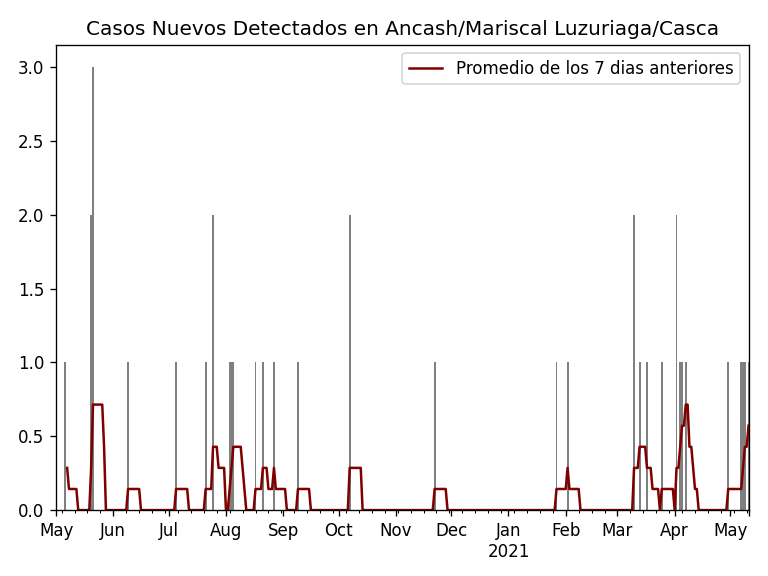 Casos Nuevos Detectados en Ancash/Mariscal Luzuriaga/Casca
Promedio de los 7 dias anteriores
3.0
2.5
2.0
1.5
1.0
0.5
0.0
May Jun Jul Aug Sep Oct Nov Dec Jan Feb Mar Apr May
2021